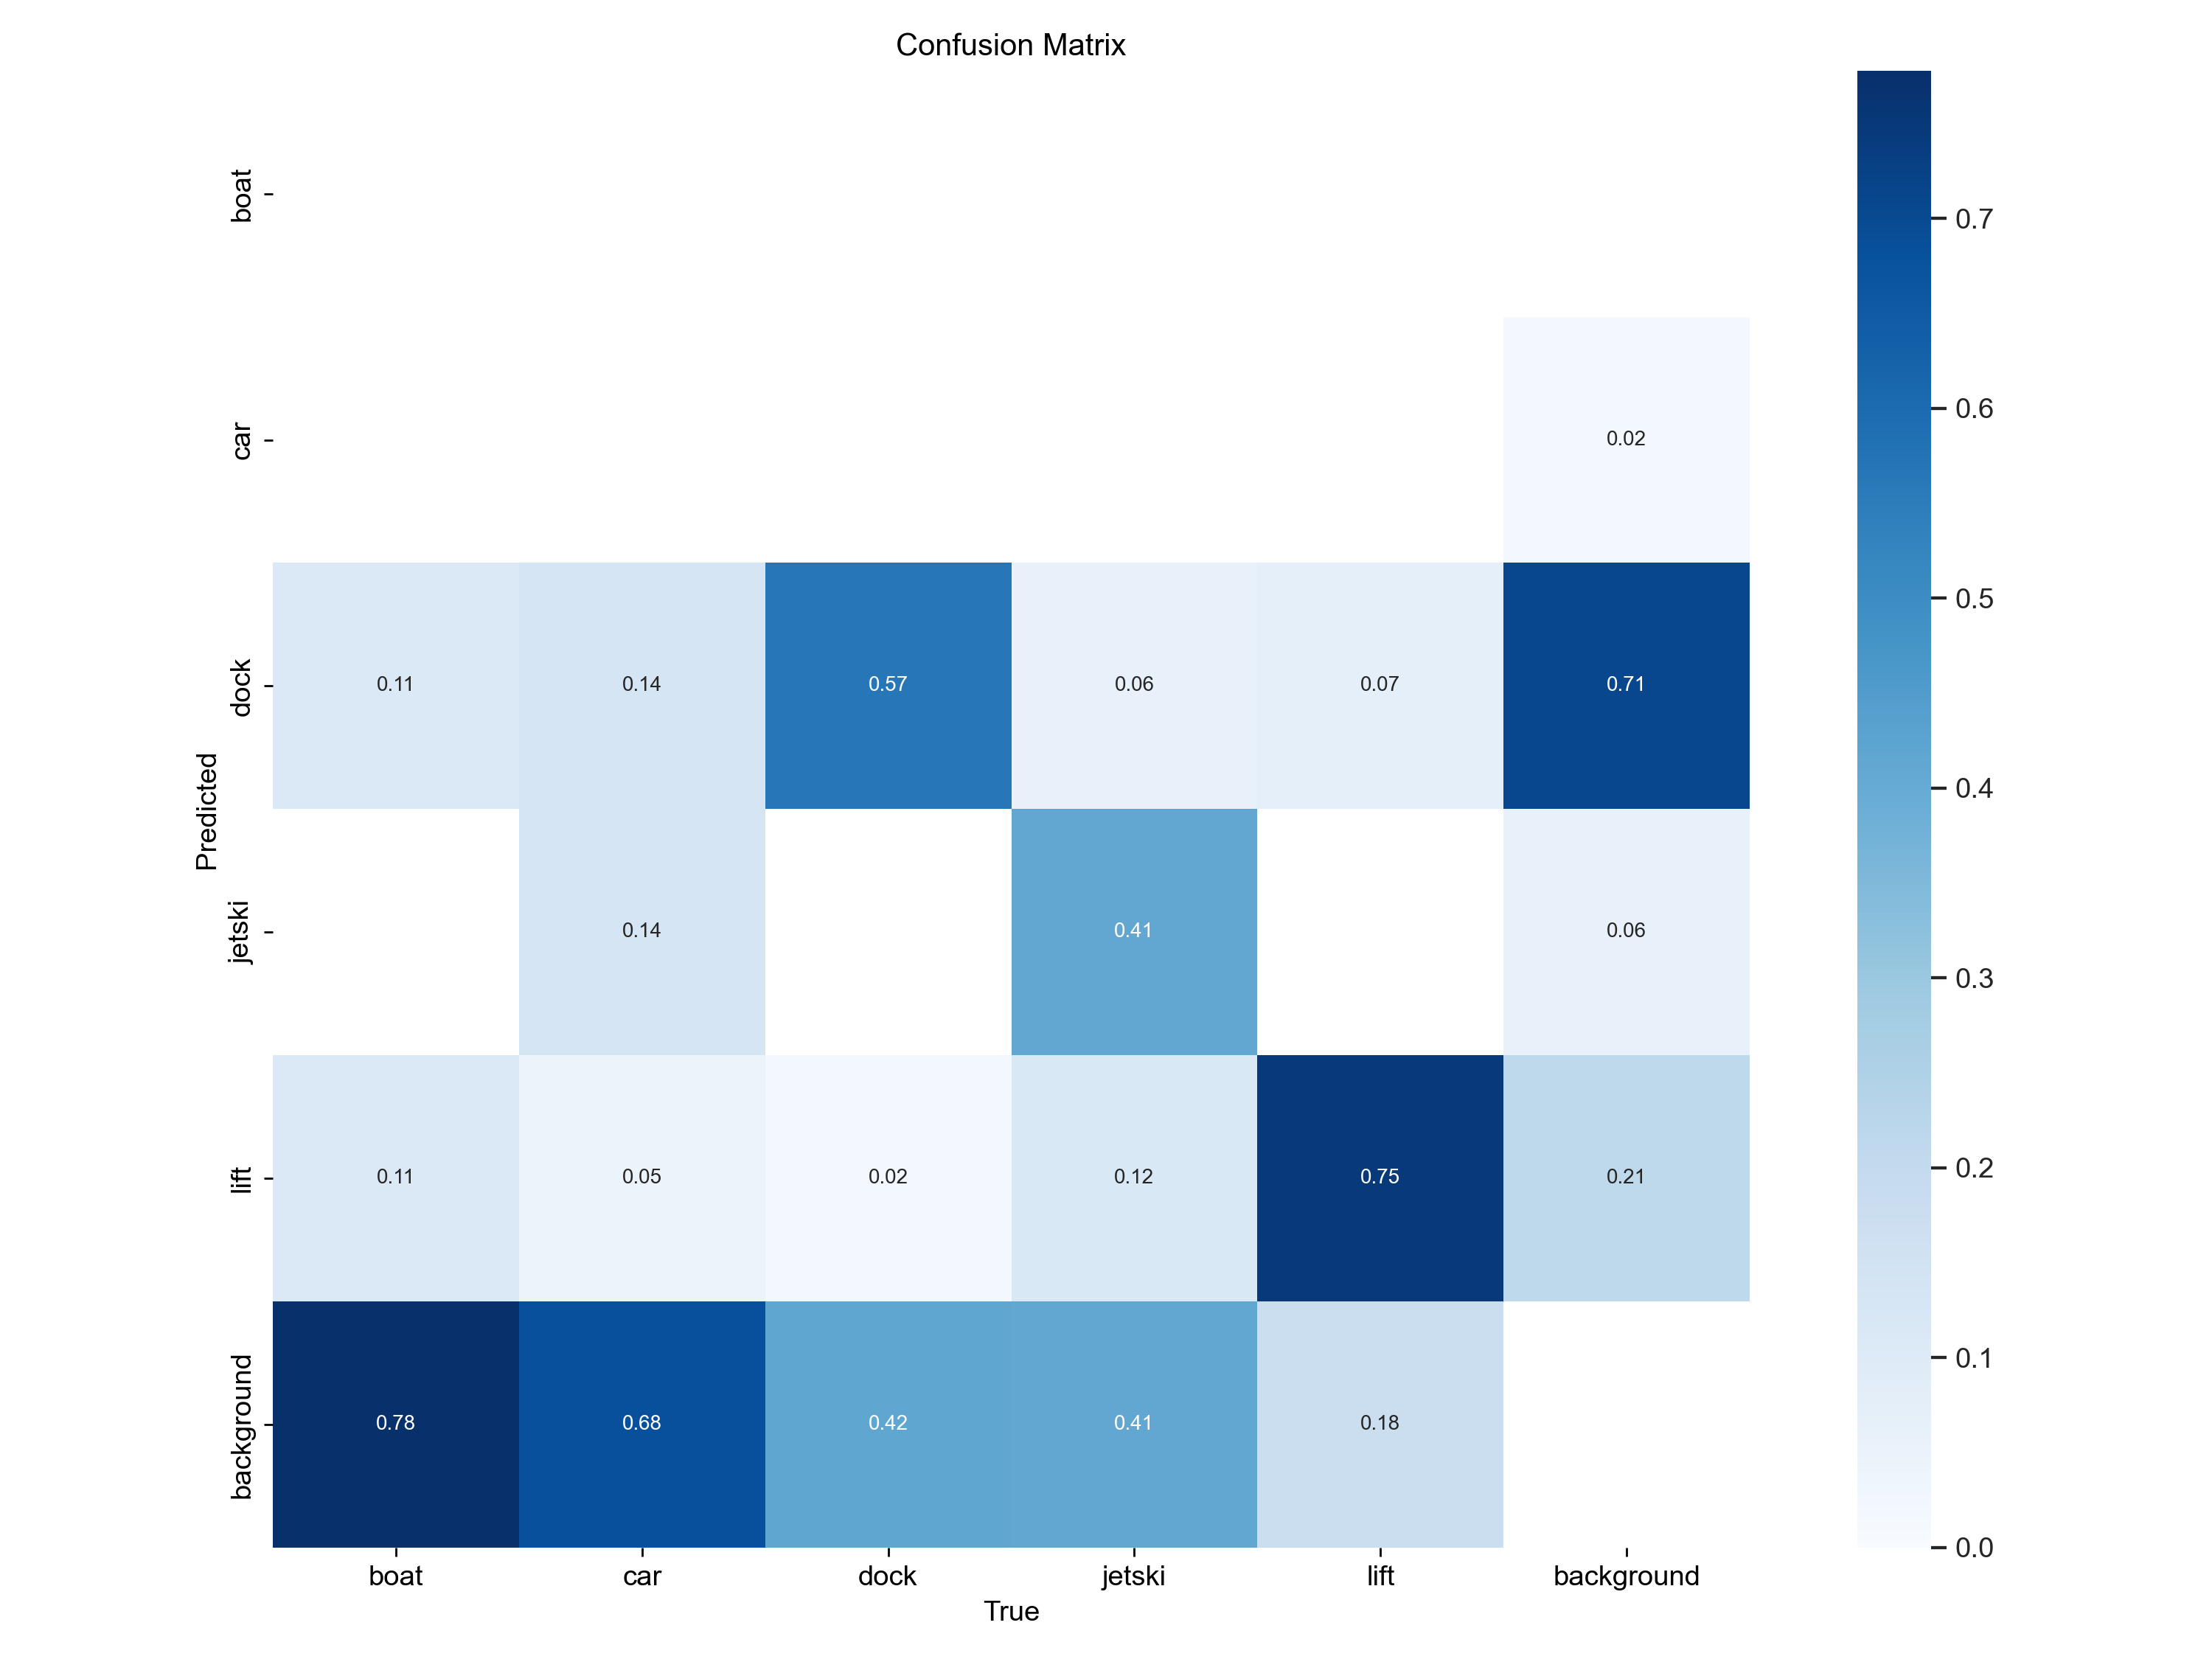 Confusion Matrix
boat
car
0.02
0.7
0.6
dock
0.11 0.14 0.57 0.06 0.07 0.71
0.5
Predicted
0.4
jetski
0.14 0.41 0.06
0.3
lift
0.11 0.05 0.02 0.12 0.75 0.21
0.2
background
0.78 0.68 0.42 0.41 0.18
0.1
0.0
boat car dock jetski lift background
True